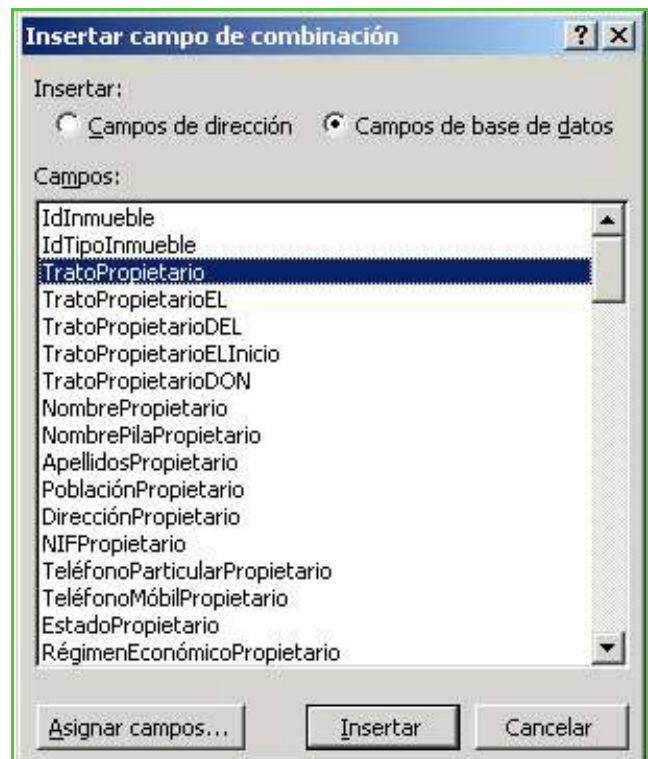 Insertar campo de combinación
Insertar:
Campos de dirección Campos de base de datos
Campos:
IdInmueble
IdTipoInmueble
TratoPropietario
TratoPropietarioEL
TratoPropietarioDEL
TratoPropietarioELInicio
TratoPropietarioDON
NombrePropietario
NombrePilaPropietario
ApellidosPropietario
PoblaciónPropietario
DirecciónPropietario
NIFPropietario
TeléfonoParticularPropietario
TeléfonoMóbilPropietario
EstadoPropietario
RégimenEconómicoPropietario
Asignar campos... Insertar Cancelar